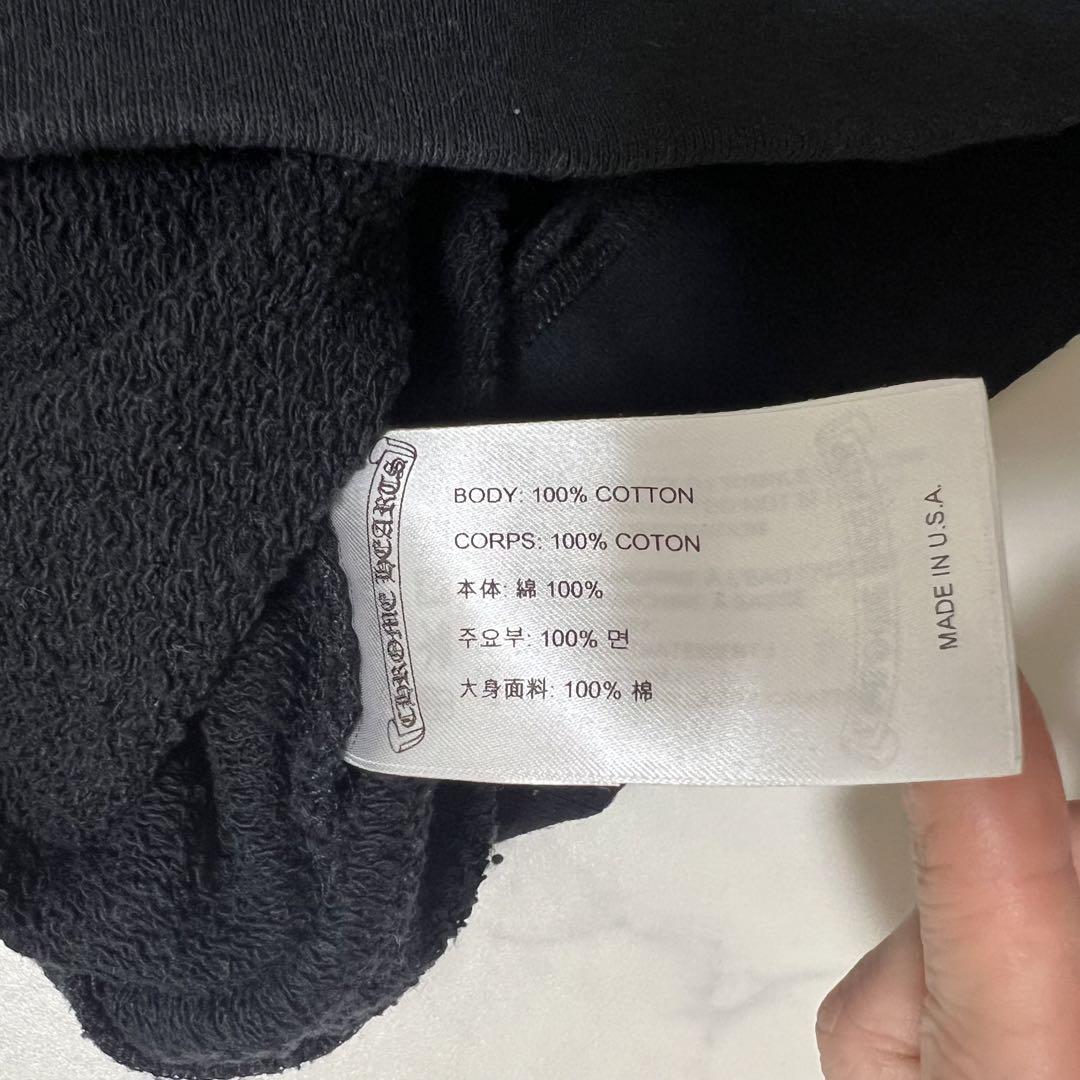 CHROME HEARTS
BODY: 100% COTTON
CORPS: 100% COTON
本体: 綿 100%
주요부: 100% 면
大身面料: 100% 棉
MADE IN U.S.A.